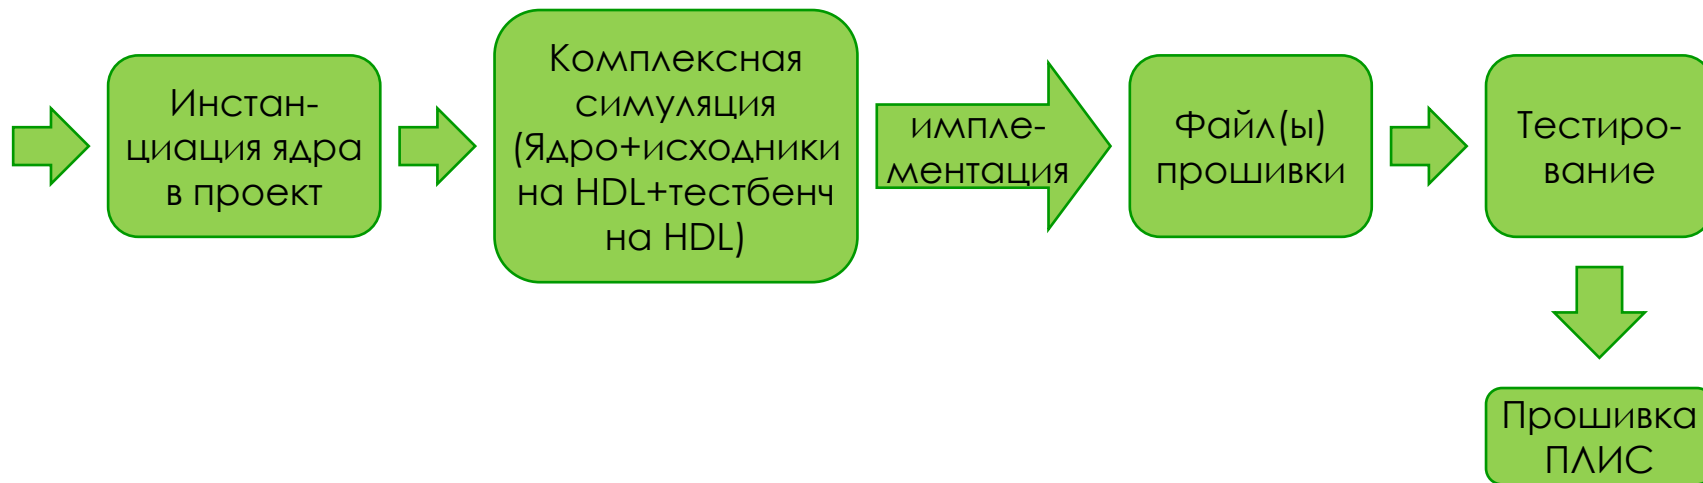 Инстан-
циация ядра
в проект
Комплексная
симуляция
(Ядро+исходники
на HDL+тестбенч
на HDL)
импле-
ментация
Файл(ы)
прошивки
Тестиро-
вание
Прошивка
ПЛИС